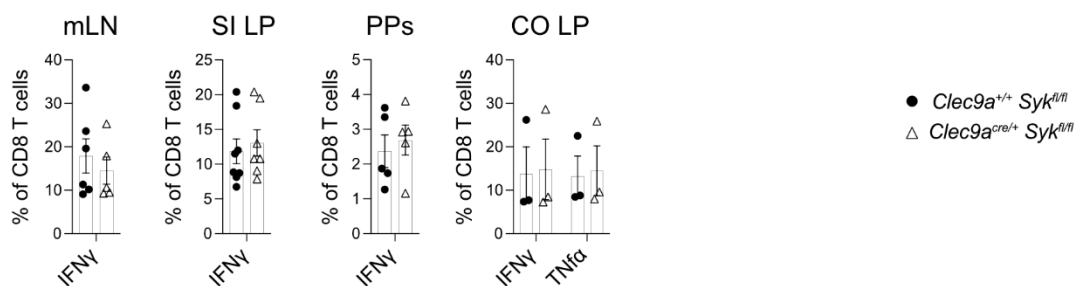 mLN
% of CD8 T cells
40
30
20
10
0
IFNγ
SI LP
% of CD8 T cells
25
20
15
10
5
0
IFNγ
PPs
% of CD8 T cells
5
4
3
2
1
0
IFNγ
CO LP
% of CD8 T cells
40
30
20
10
0
IFNγ
TNfα
Clec9a+/+ Sykfl/fl
Clec9acre/+ Sykfl/fl